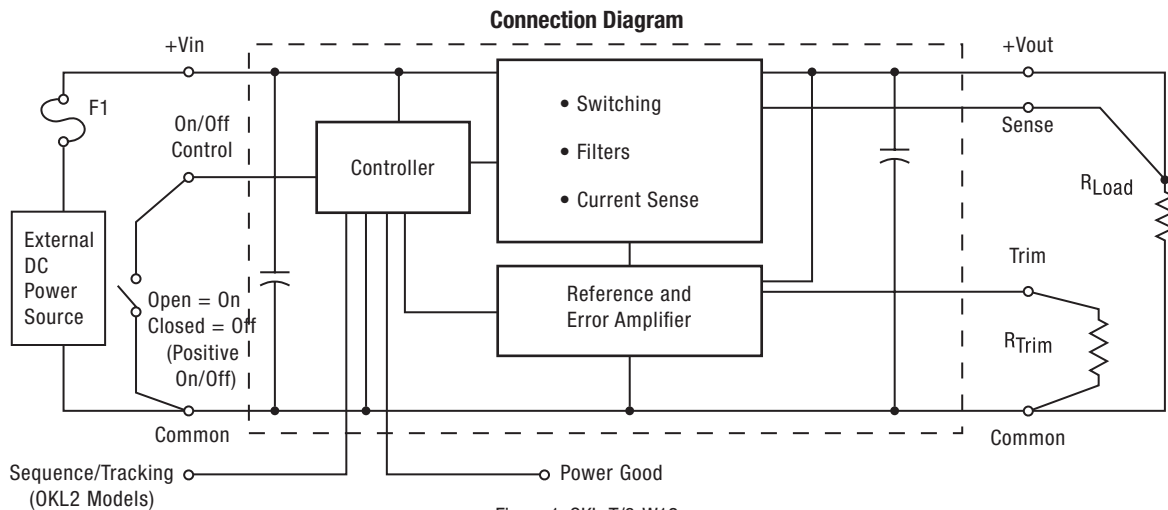 Connection Diagram
+Vin
+Vout
F1
On/Off
Control
Controller
• Switching
• Filters
• Current Sense
Sense
RLoad
External
DC
Power
Source
Open = On
Closed = Off
(Positive
On/Off)
Reference and
Error Amplifier
Trim
RTrim
Common
Common
Sequence/Tracking
(OKL2 Models)
Power Good